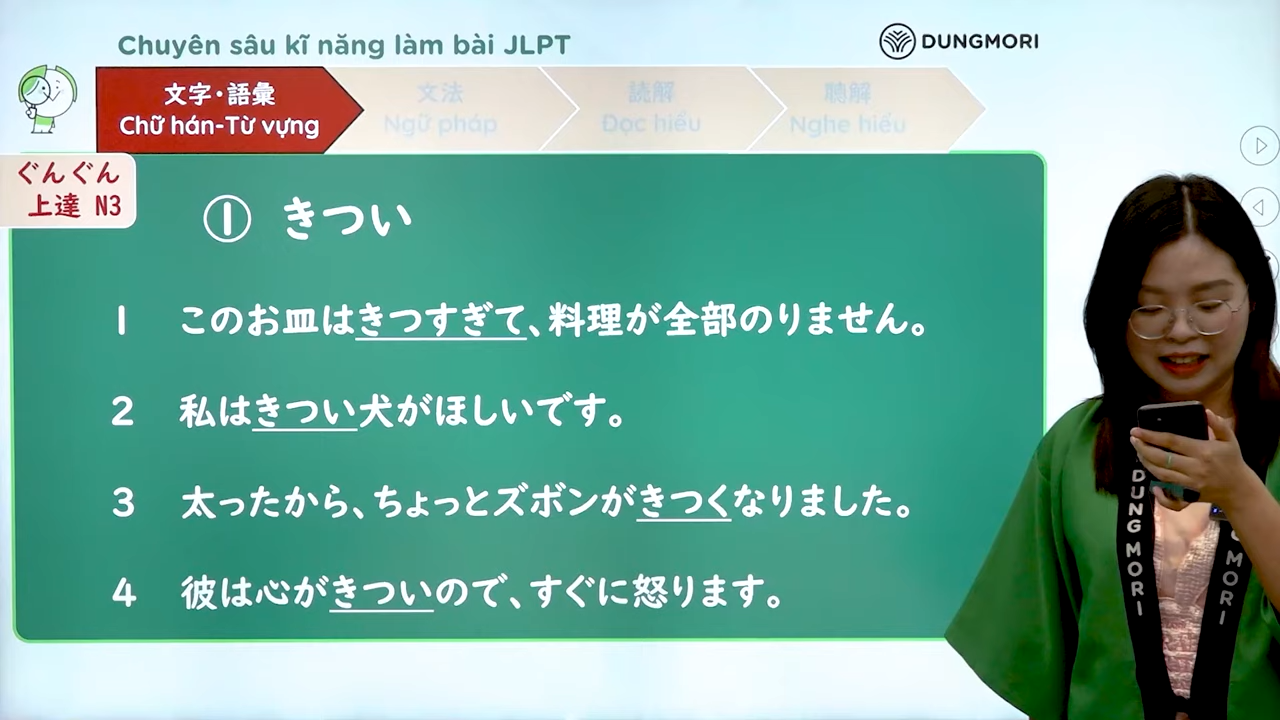 Chuyên sâu kĩ năng làm bài JLPT
DUNGMORI
文字・語彙
Chữ hán-Từ vựng
文法
Ngữ pháp
読解
Đọc hiểu
聴解
Nghe hiểu
ぐんぐん
上達 N3
① きつい
1 このお皿はきつすぎて、料理が全部のりません。
2 私はきつい犬がほしいです。
3 太ったから、ちょっとズボンがきつくなりました。
4 彼は心がきついので、すぐに怒ります。
DUNG MORI
MORI